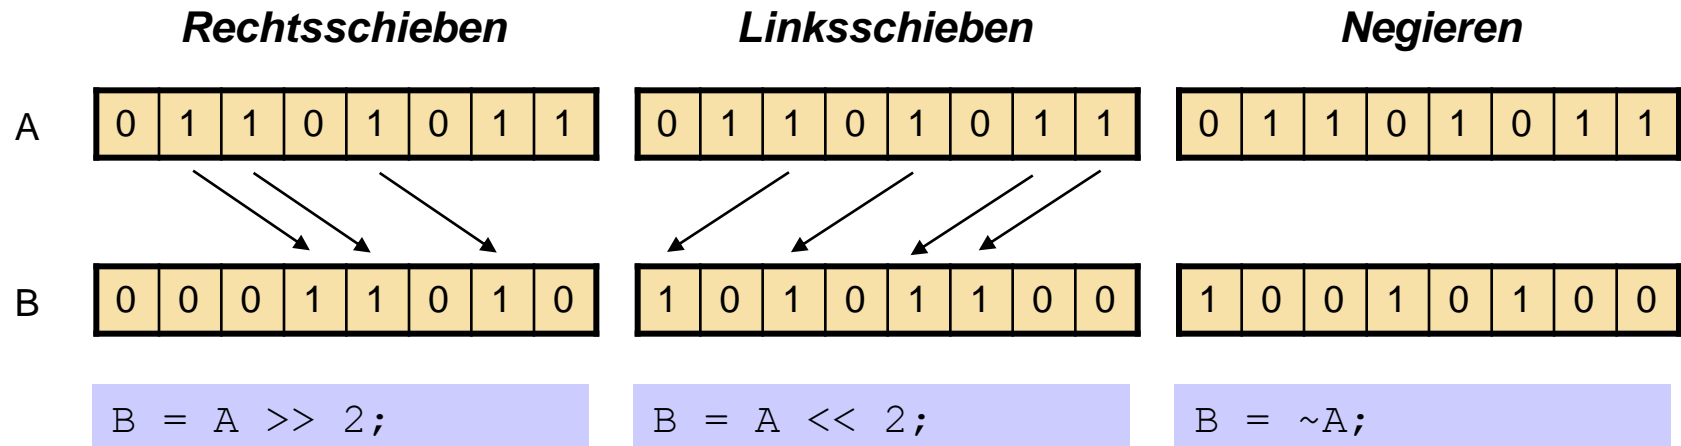 Rechtsschieben Linksschieben Negieren
A 0 1 1 0 1 0 1 1 0 1 1 0 1 0 1 1 0 1 1 0 1 0 1 1
B 0 0 0 1 1 0 1 0 1 0 1 0 1 1 0 0 1 0 0 1 0 1 0 0
B = A >> 2; B = A << 2; B = ~A;